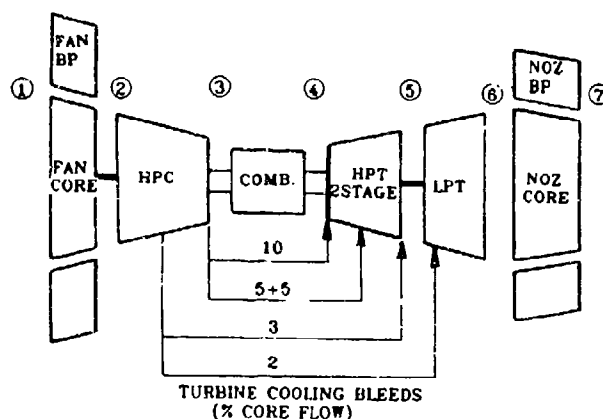 FAN
BP
NOZ
BP
① ② ③ ④ ⑤ ⑥ ⑦
FAN
CORE
HPC
COMB.
HPT
2STAGE
LPT
NOZ
CORE
10
5+5
3
2
TURBINE COOLING BLEEDS
(% CORE FLOW)